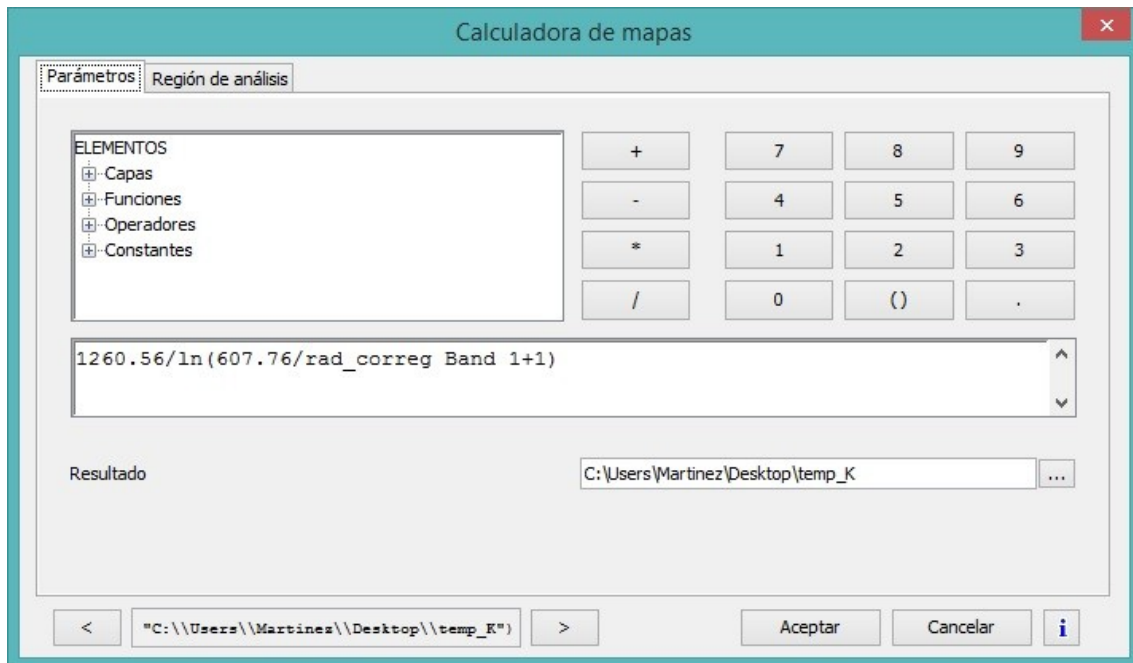 Calculadora de mapas
Parámetros Región de análisis
ELEMENTOS
Capas
Funciones
Operadores
Constantes
+ 7 8 9
- 4 5 6
* 1 2 3
/ 0 () .
1260.56/ln(607.76/rad_correg Band 1+1)
Resultado C:\Users\Martinez\Desktop\temp_K ...
< "C:\\Users\\Martinez\\Desktop\\temp_K") > Aceptar Cancelar i